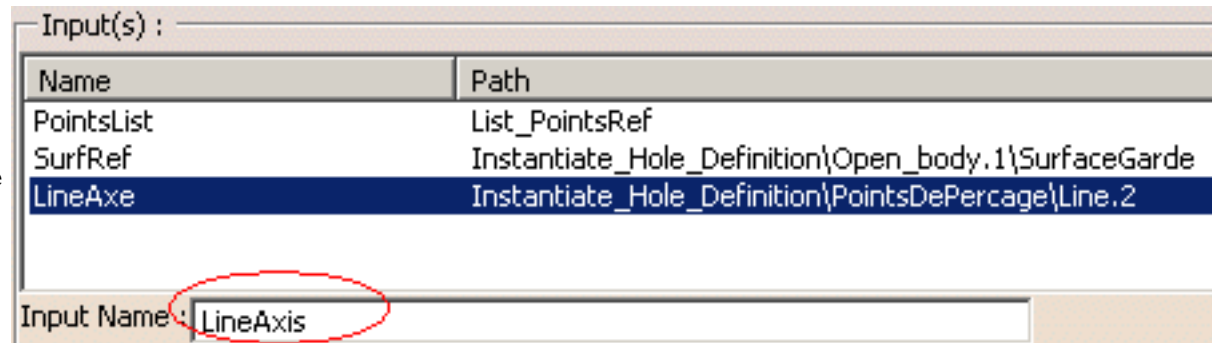 Input(s) :
Name Path
PointsList List_PointsRef
SurfRef Instantiate_Hole_Definition\Open_body.1\SurfaceGarde
LineAxe Instantiate_Hole_Definition\PointsDePercage\Line.2
Input Name : LineAxis